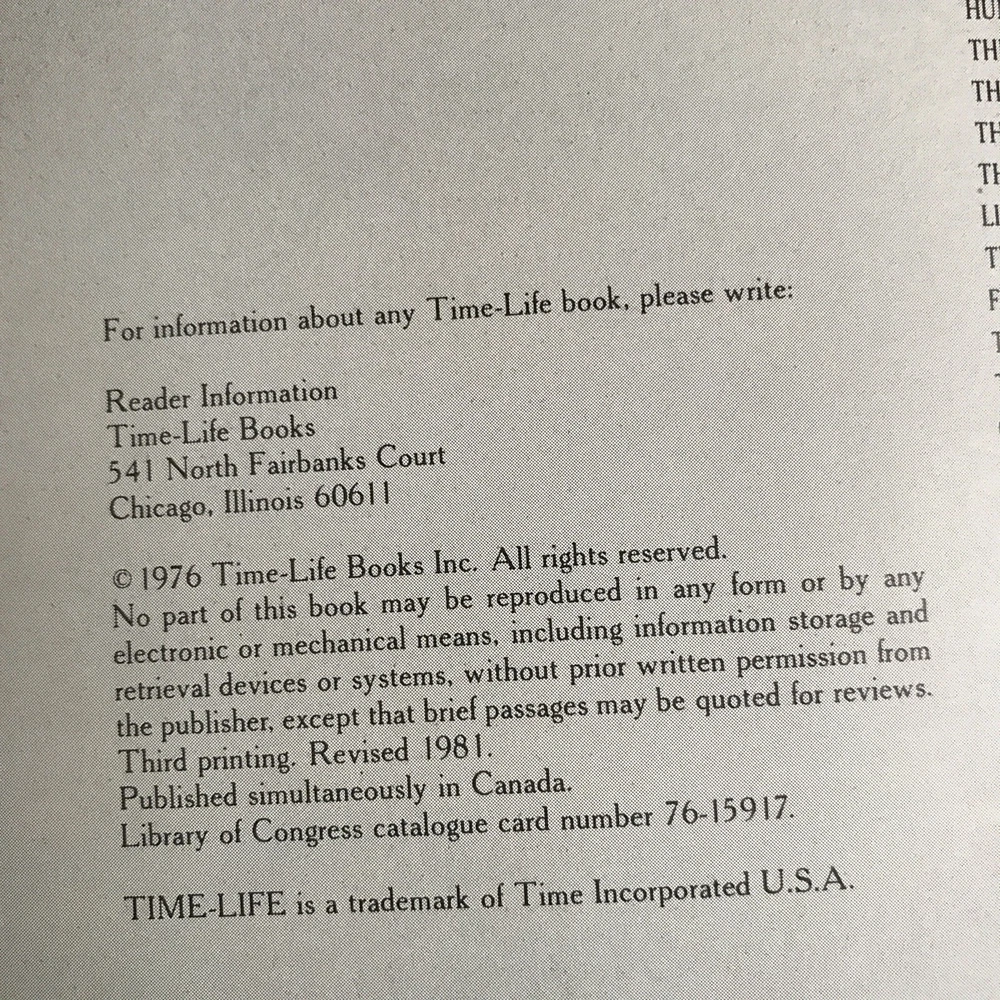 For information about any Time-Life book, please write:
Reader Information
Time-Life Books
541 North Fairbanks Court
Chicago, Illinois 60611
© 1976 Time-Life Books Inc. All rights reserved.
No part of this book may be reproduced in any form or by any
electronic or mechanical means, including information storage and
retrieval devices or systems, without prior written permission from
the publisher, except that brief passages may be quoted for reviews.
Third printing. Revised 1981.
Published simultaneously in Canada.
Library of Congress catalogue card number 76-15917.
TIME-LIFE is a trademark of Time Incorporated U.S.A.